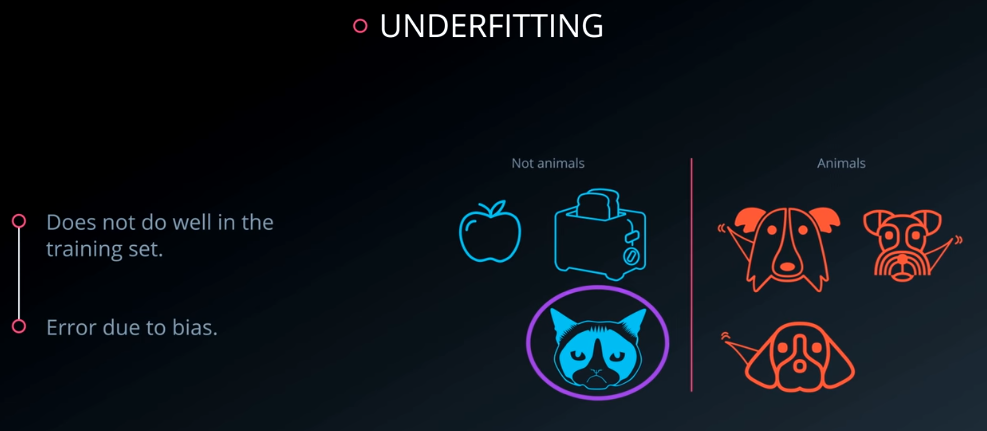 UNDERFITTING
Not animals
Animals
Does not do well in the
training set.
Error due to bias.